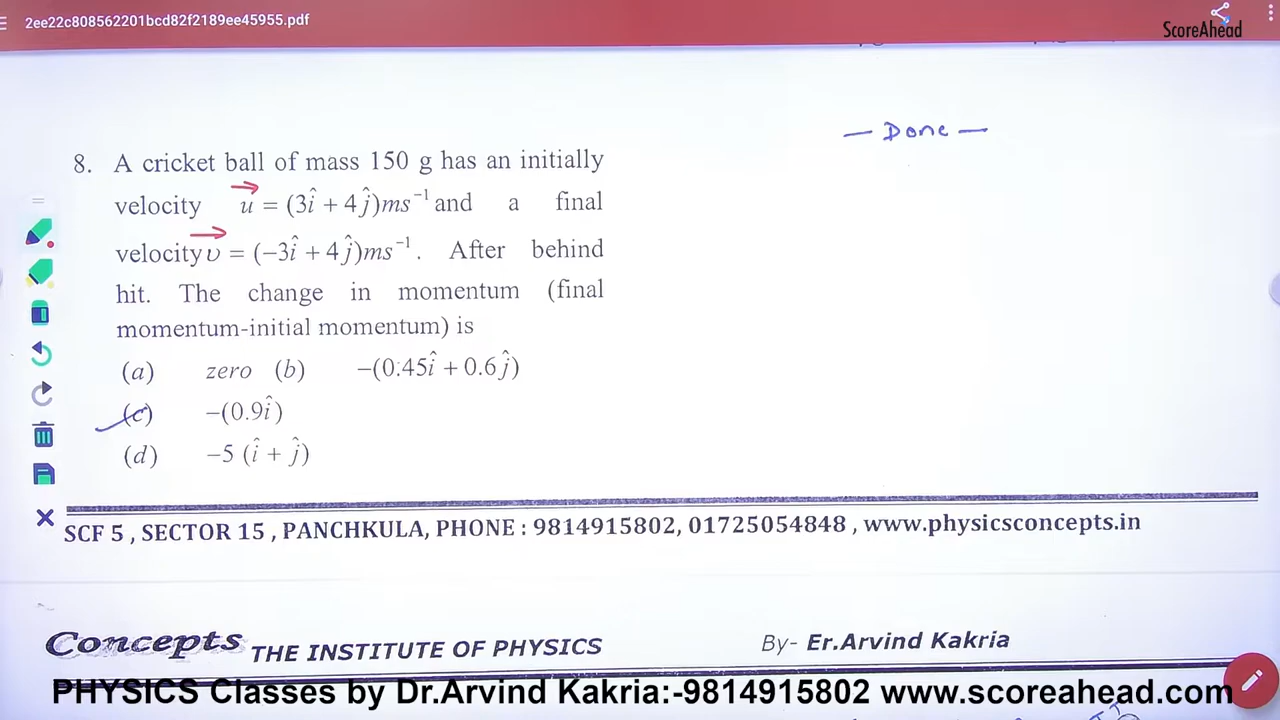 2ee22c808562201bcd82f2189ee45955.pdf
ScoreAhead
— Done —
8. A cricket ball of mass 150 g has an initially
velocity u⃗ = (3î + 4ĵ)ms⁻¹ and a final
velocity υ⃗ = (−3î + 4ĵ)ms⁻¹. After behind
hit. The change in momentum (final
momentum-initial momentum) is
(a) zero (b) −(0.45î + 0.6ĵ)
(c) −(0.9î)
(d) −5 (î + ĵ)
SCF 5 , SECTOR 15 , PANCHKULA, PHONE : 9814915802, 01725054848 , www.physicsconcepts.in
Concepts THE INSTITUTE OF PHYSICS By- Er.Arvind Kakria
PHYSICS Classes by Dr.Arvind Kakria:-9814915802 www.scoreahead.com